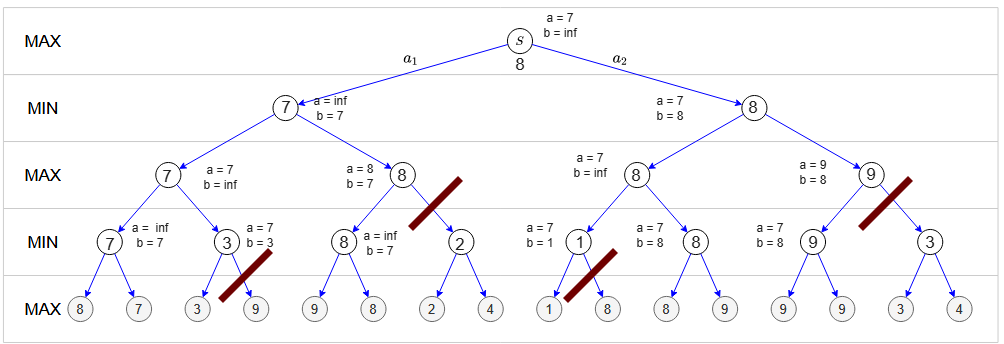 a = 7
b = inf
MAX
s
8
a1
a2
MIN
7
a = inf
b = 7
a = 7
b = 8
8
MAX
7
a = 7
b = inf
a = 8
b = 7
8
a = 7
b = inf
8
a = 9
b = 8
9
MIN
7
a = inf
b = 7
3
a = 7
b = 3
8
a = inf
b = 7
2
a = 7
b = 1
1
a = 7
b = 8
8
a = 7
b = 8
9
3
MAX 8 7 3 9 9 8 2 4 1 8 8 9 9 9 3 4